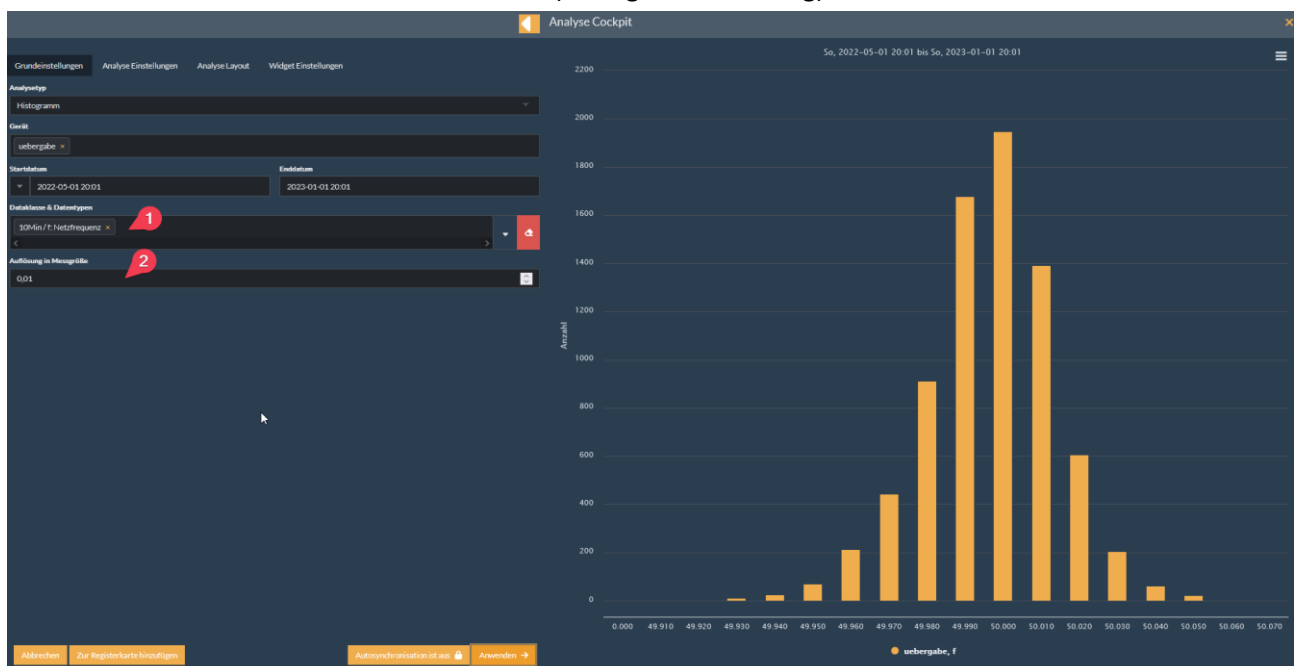 Analyse Cockpit
×
Grundeinstellungen Analyse Einstellungen Analyse Layout Widget Einstellungen
Analysetyp
Histogramm
Gerät
uebergabe ×
Startdatum Enddatum
2022-05-01 20:01 2023-01-01 20:01
Dataklasse & Datentypen
10Min / f: Netzfrequenz ×
1
Auflösung in Messgröße
2
0,01
Abbrechen Zur Registerkarte hinzufügen Autosynchronisation ist aus Anwenden →
So, 2022-05-01 20:01 bis So, 2023-01-01 20:01
2200
2000
1800
1600
1400
1200
Anzahl
1000
800
600
400
200
0
0.000 49.910 49.920 49.930 49.940 49.950 49.960 49.970 49.980 49.990 50.000 50.010 50.020 50.030 50.040 50.050 50.060 50.070
uebergabe, f